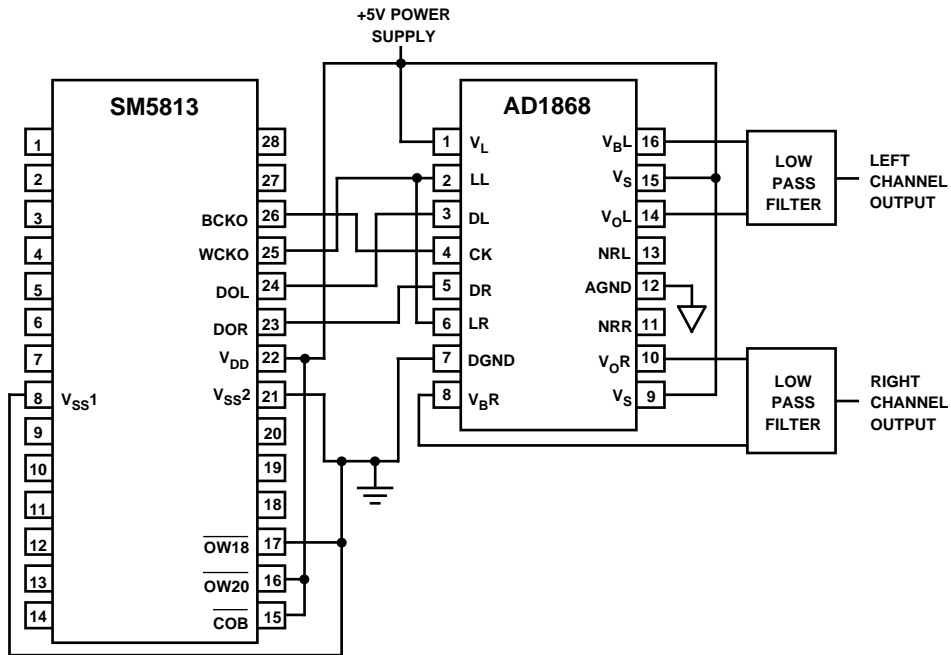 +5V POWER
SUPPLY
SM5813
1
2
3
4
5
6
7
8 VSS1
9
10
11
12
13
14
28
27
BCKO 26
WCKO 25
DOL 24
DOR 23
VDD 22
VSS2 21
20
19
18
OW18 17
OW20 16
COB 15
AD1868
1 VL
2 LL
3 DL
4 CK
5 DR
6 LR
7 DGND
8 VBR
VBL 16
VS 15
VOL 14
NRL 13
AGND 12
NRR 11
VOR 10
VS 9
LOW
PASS
FILTER
LEFT
CHANNEL
OUTPUT
LOW
PASS
FILTER
RIGHT
CHANNEL
OUTPUT